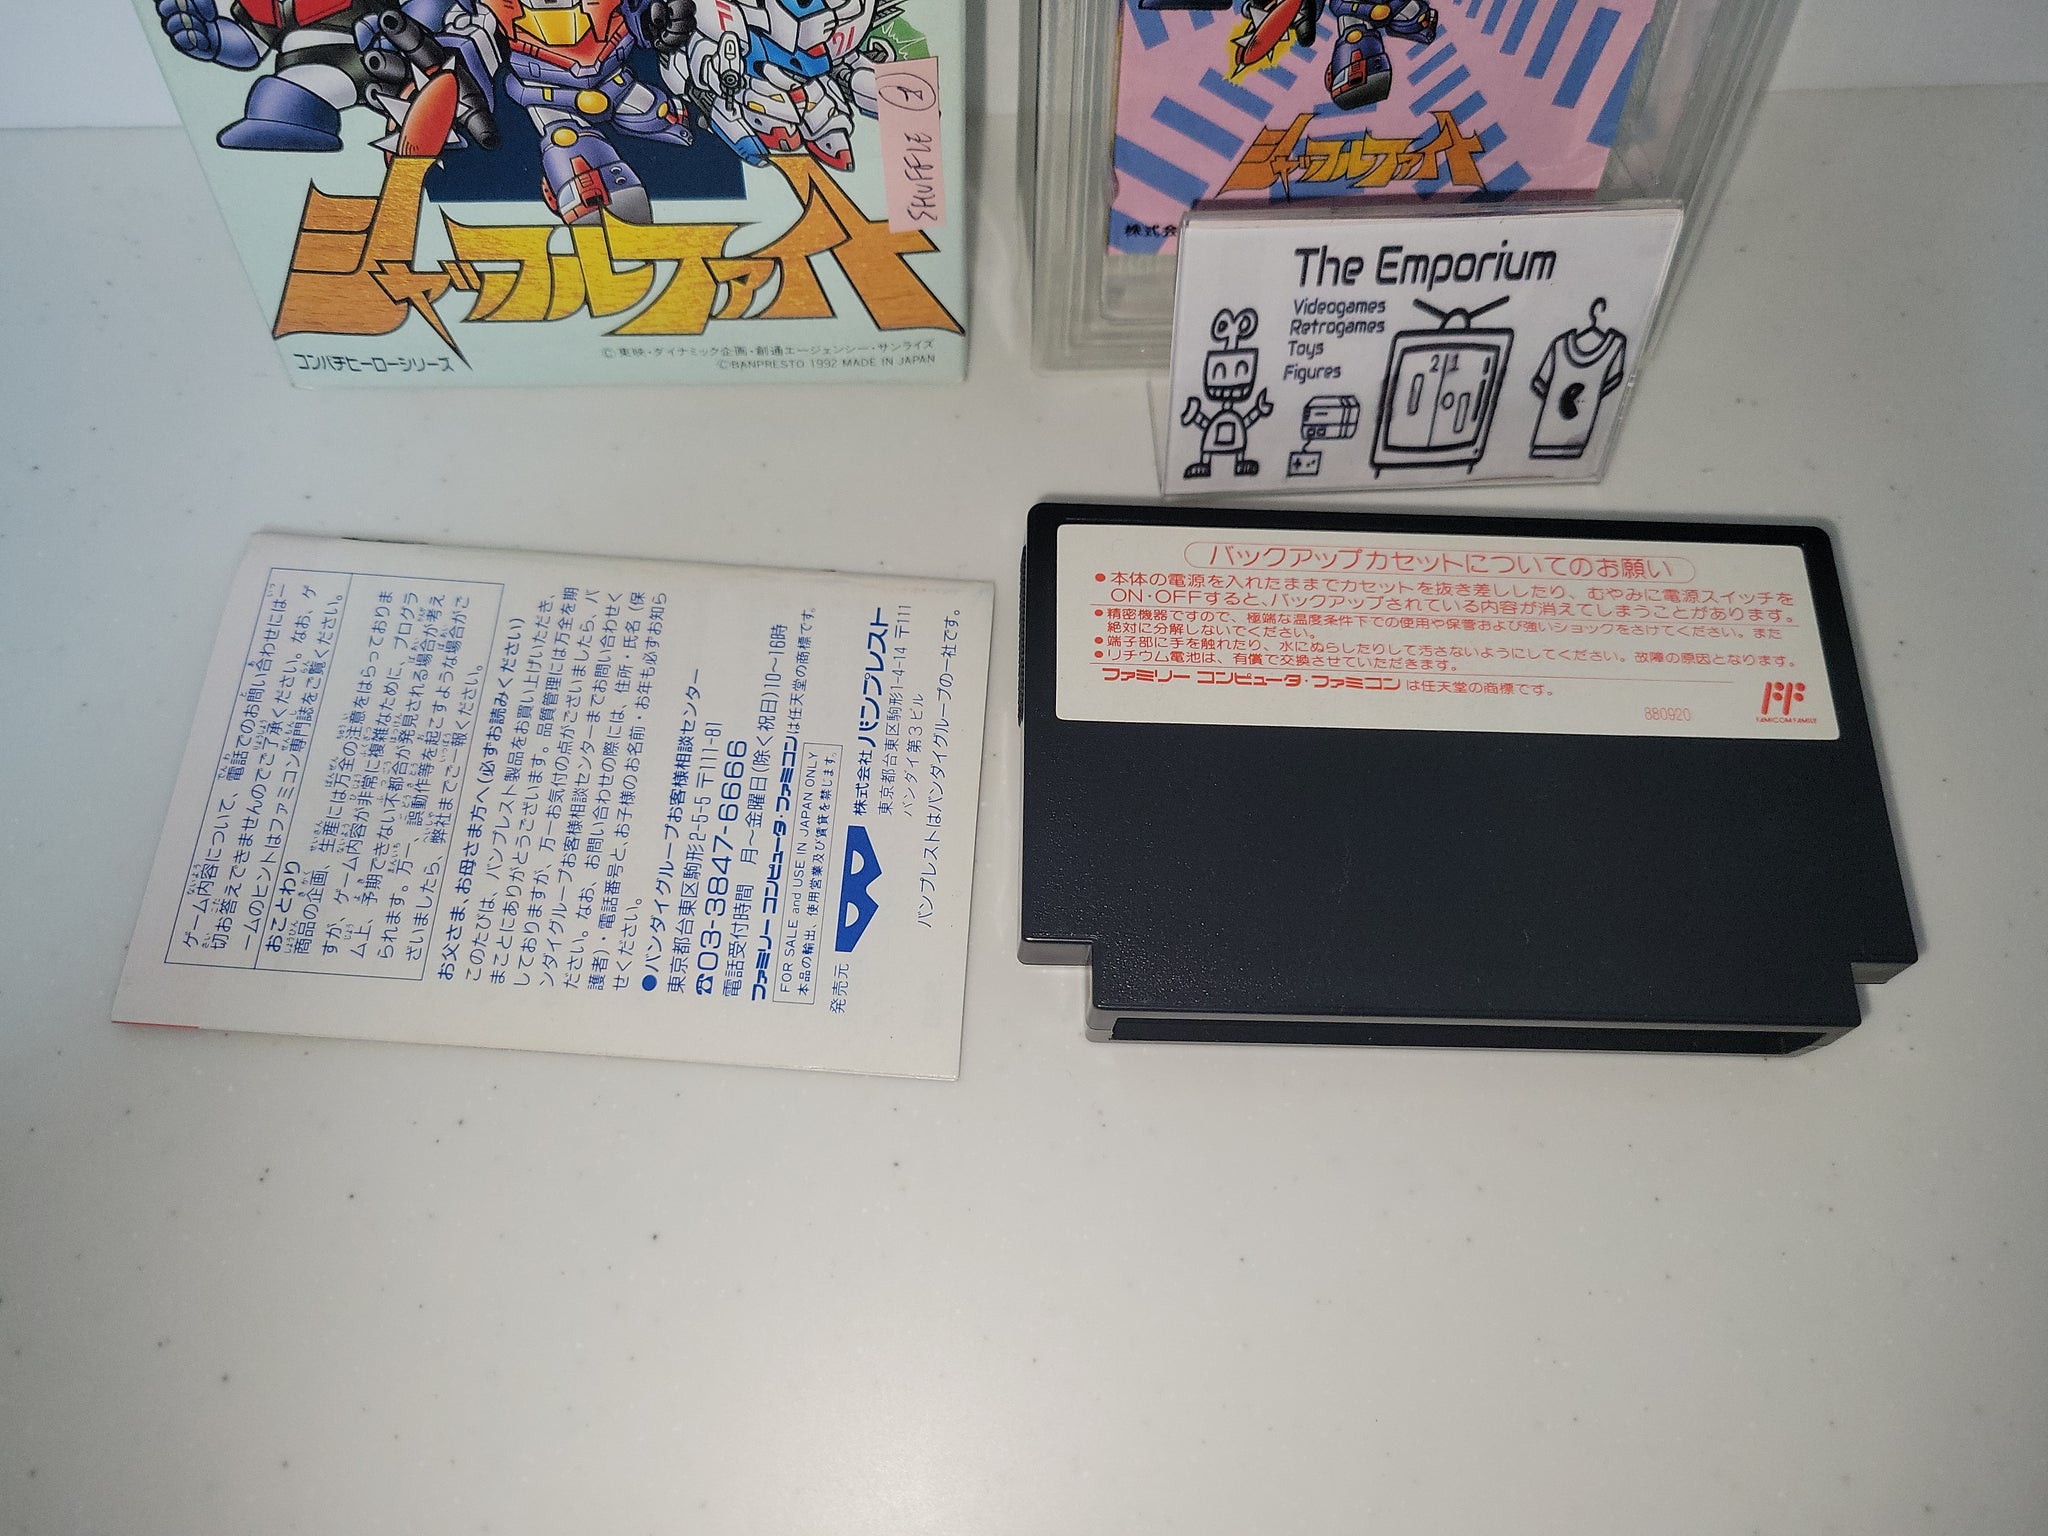 SHUFFLE
シャッフルファイト
コンパチヒーローシリーズ
©東映・ダイナミック企画・創通エージェンシー・サンライズ
©BANPRESTO 1992 MADE IN JAPAN
シャッフルファイト
株式会
The Emporium
Videogames
Retrogames
Toys
Figures
ゲーム内容について、電話でのお問い合わせには一
切お答えできませんのでご了承ください。なお、ゲ
ームのヒントはファミコン専門誌をご覧ください。
おことわり
商品の企画、生産には万全の注意をはらっておりま
すが、ゲーム内容が非常に複雑なために、プログラ
ム上、予期できない不都合が発見される場合が考え
られます。万一、誤動作等を起こすような場合がご
ざいましたら、弊社までご一報ください。
お父さま、お母さま方へ(必ずお読みください)
このたびは、バンプレスト製品をお買い上げいただき、
まことにありがとうございます。品質管理には万全を期
しておりますが、万一お気付の点がございましたら、バ
ンダイグループお客様相談センターまでお問い合わせく
ださい。なお、お問い合わせの際には、住所・氏名(保
護者)・電話番号と、お子様のお名前・お年も必ずお知ら
せください。
●バンダイグループお客様相談センター
東京都台東区駒形2-5-5 〒111-81
☎03-3847-6666
電話受付時間 月〜金曜日(除く祝日)10〜16時
ファミリーコンピュータ・ファミコンは任天堂の商標です。
FOR SALE and USE IN JAPAN ONLY
本品の輸出、使用営業及び賃貸を禁じます。
発売元 株式会社 バンプレスト
東京都台東区駒形1-4-14 〒111
バンダイ第3ビル
バンプレストはバンダイグループの一社です。
バックアップカセットについてのお願い
●本体の電源を入れたままでカセットを抜き差ししたり、むやみに電源スイッチを
ON・OFFすると、バックアップされている内容が消えてしまうことがあります。
●精密機器ですので、極端な温度条件下での使用や保管および強いショックをさけてください。また
絶対に分解しないでください。
●端子部に手を触れたり、水にぬらしたりして汚さないようにしてください。故障の原因となります。
●リチウム電池は、有償で交換させていただきます。
ファミリー コンピュータ・ファミコン は任天堂の商標です。
880920
FAMICOM FAMILY